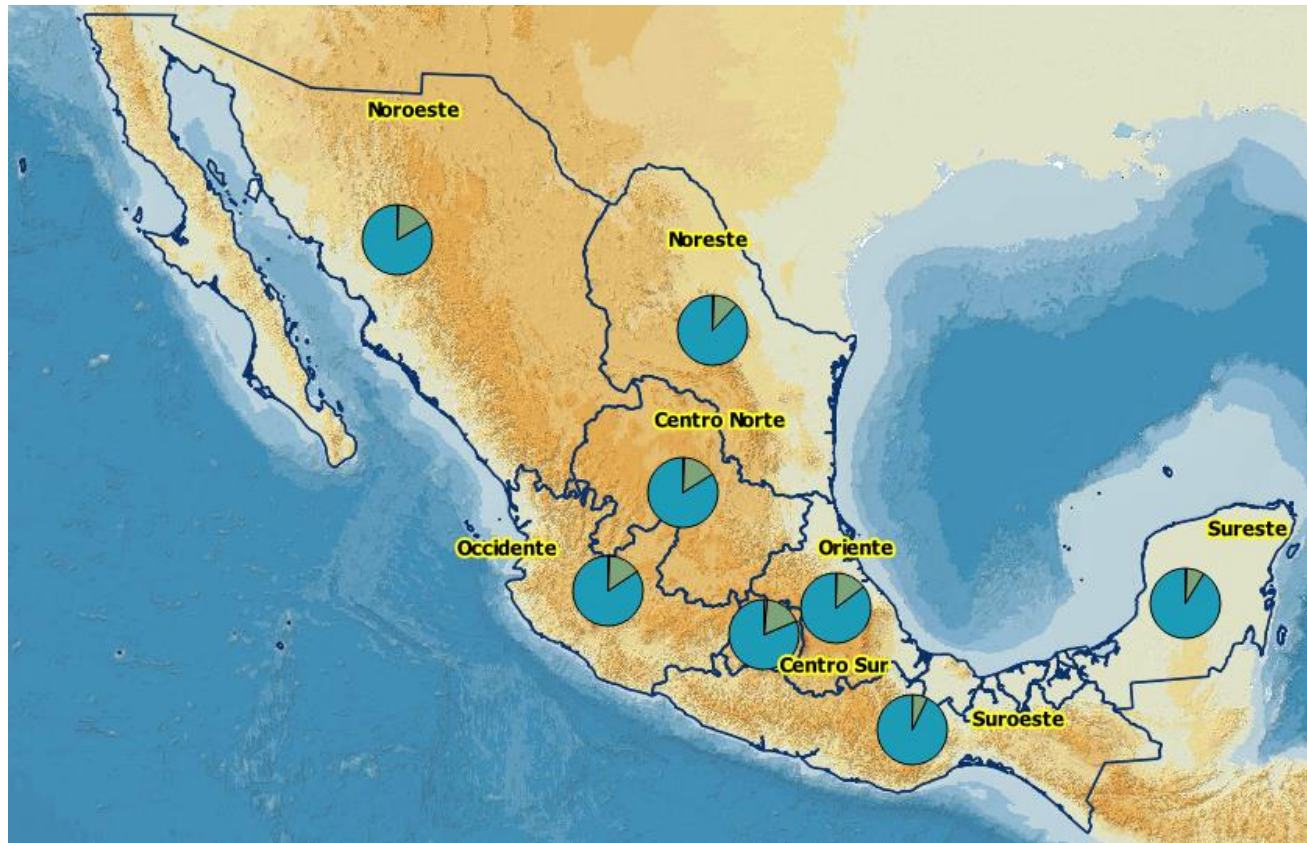 Noroeste
Noreste
Centro Norte
Occidente
Oriente
Sureste
Centro Sur
Suroeste